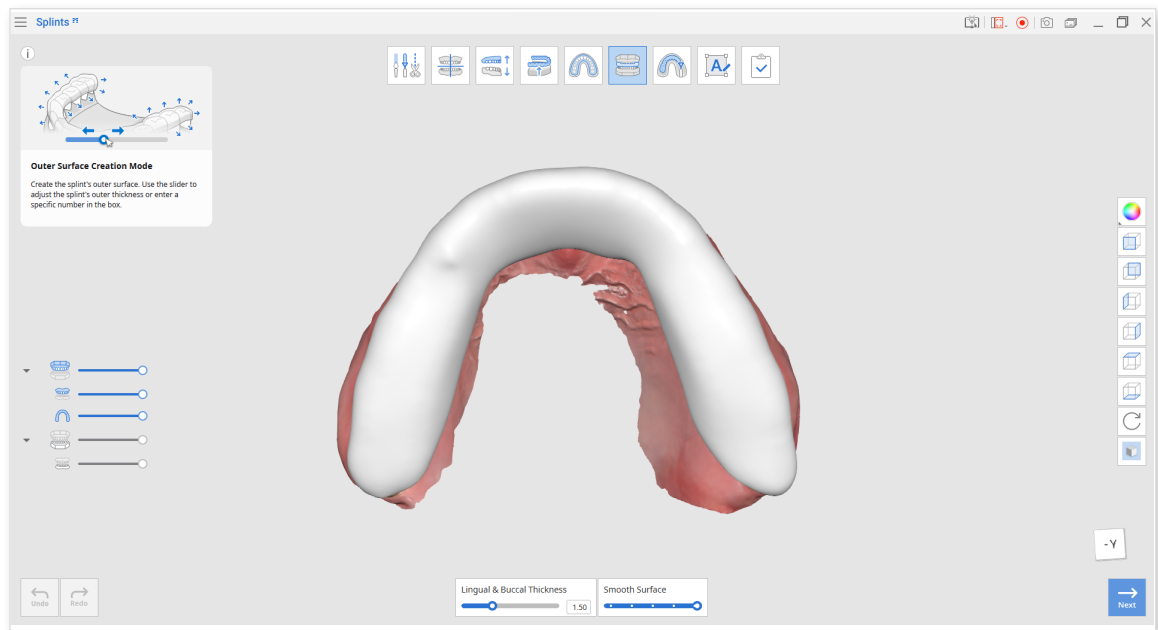 Splints
Outer Surface Creation Mode
Create the splint's outer surface. Use the slider to
adjust the splint's outer thickness or enter a
specific number in the box.
-Y
Undo
Redo
Lingual & Buccal Thickness
1.50
Smooth Surface
Next